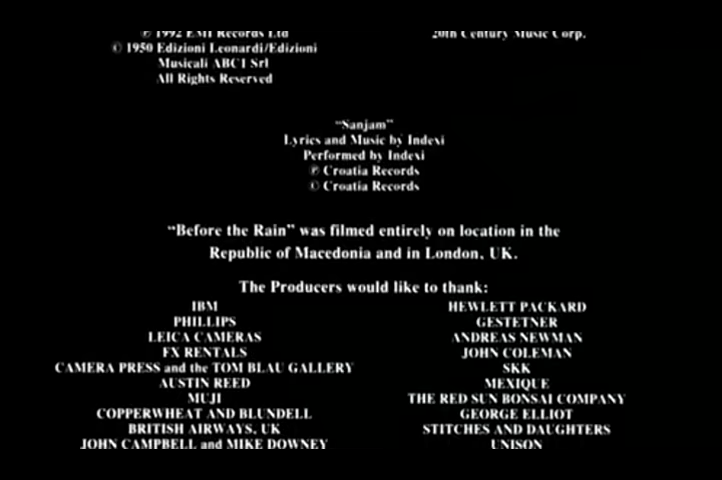 ℗ 1992 EMI Records Ltd
© 1950 Edizioni Leonardi/Edizioni
Musicali ABC1 Srl
All Rights Reserved
20th Century Music Corp.
“Sanjam”
Lyrics and Music by Indexi
Performed by Indexi
℗ Croatia Records
© Croatia Records
“Before the Rain” was filmed entirely on location in the
Republic of Macedonia and in London, UK.
The Producers would like to thank:
IBM
PHILLIPS
LEICA CAMERAS
FX RENTALS
CAMERA PRESS and the TOM BLAU GALLERY
AUSTIN REED
MUJI
COPPERWHEAT AND BLUNDELL
BRITISH AIRWAYS, UK
JOHN CAMPBELL and MIKE DOWNEY
HEWLETT PACKARD
GESTETNER
ANDREAS NEWMAN
JOHN COLEMAN
SKK
MEXIQUE
THE RED SUN BONSAI COMPANY
GEORGE ELLIOT
STITCHES AND DAUGHTERS
UNISON